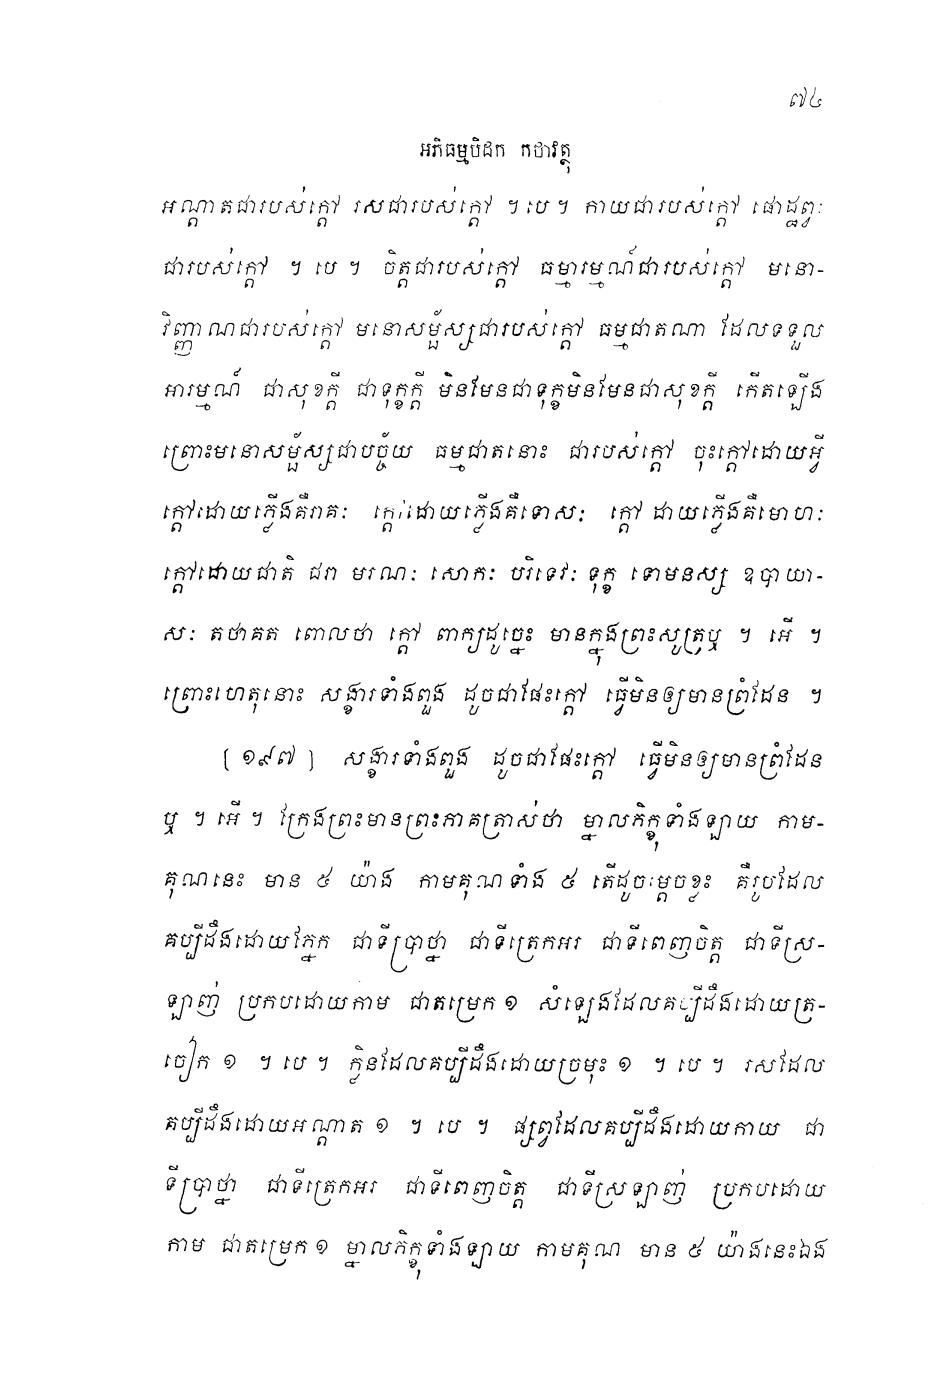 ៧៤
អភិធម្មបិដក កថាវត្ថុ
អណ្តាតជារបស់ក្តៅ រសជារបស់ក្តៅ ។ បេ ។ កាយជារបស់ក្តៅ ផោដ្ឋព្វៈ
ជារបស់ក្តៅ ។ បេ ។ ចិត្តជារបស់ក្តៅ ធម្មារម្មណ៍ជារបស់ក្តៅ មនោ-
វិញ្ញាណជារបស់ក្តៅ មនោសម្ផ័ស្សជារបស់ក្តៅ ធម្មជាតណា ដែលទទួល
អារម្មណ៍ ជាសុខក្តី ជាទុក្ខក្តី មិនមែនជាទុក្ខមិនមែនជាសុខក្តី កើតឡើង
ព្រោះមនោសម្ផ័ស្សជាបច្ច័យ ធម្មជាតនោះ ជារបស់ក្តៅ ចុះក្តៅដោយអ្វី
ក្តៅដោយភ្លើងគឺរាគៈ ក្តៅដោយភ្លើងគឺទោសៈ ក្តៅ ដោយភ្លើងគឺមោហៈ
ក្តៅដោយជាតិ ជរា មរណៈ សោកៈ បរិទេវៈ ទុក្ខ ទោមនស្ស ឧបាយា-
សៈ តថាគត ពោលថា ក្តៅ ពាក្យដូច្នេះ មានក្នុងព្រះសូត្រឬ ។ អើ ។
ព្រោះហេតុនោះ សង្ខារទាំងពួង ដូចជាផែះក្តៅ ធ្វើមិនឲ្យមានព្រំដែន ។
[ ១៩៧ ] សង្ខារទាំងពួង ដូចជាផែះក្តៅ ធ្វើមិនឲ្យមានព្រំដែន
ឬ ។ អើ ។ ក្រែងព្រះមានព្រះភាគត្រាស់ថា ម្នាលភិក្ខុទាំងឡាយ កាម-
គុណនេះ មាន ៥ យ៉ាង កាមគុណទាំង ៥ តើដូចៈម្តចខ្លះ គឺរូបដែល
គប្បីដឹងដោយភ្នែក ជាទីប្រាថ្នា ជាទីត្រេកអរ ជាទីពេញចិត្ត ជាទីស្រ-
ឡាញ់ ប្រកបដោយកាម ជាតម្រេក ១ សំឡេងដែលគប្បីដឹងដោយត្រ-
ចៀក ១ ។ បេ ។ ក្លិនដែលគប្បីដឹងដោយច្រមុះ ១ ។ បេ ។ រសដែល
គប្បីដឹងដោយអណ្តាត ១ ។ បេ ។ ផ្សព្វដែលគប្បីដឹងដោយកាយ ជា
ទីប្រាថ្នា ជាទីត្រេកអរ ជាទីពេញចិត្ត ជាទីស្រឡាញ់ ប្រកបដោយ
កាម ជាតម្រេក ១ ម្នាលភិក្ខុទាំងឡាយ កាមគុណ មាន ៥ យ៉ាងនេះឯង